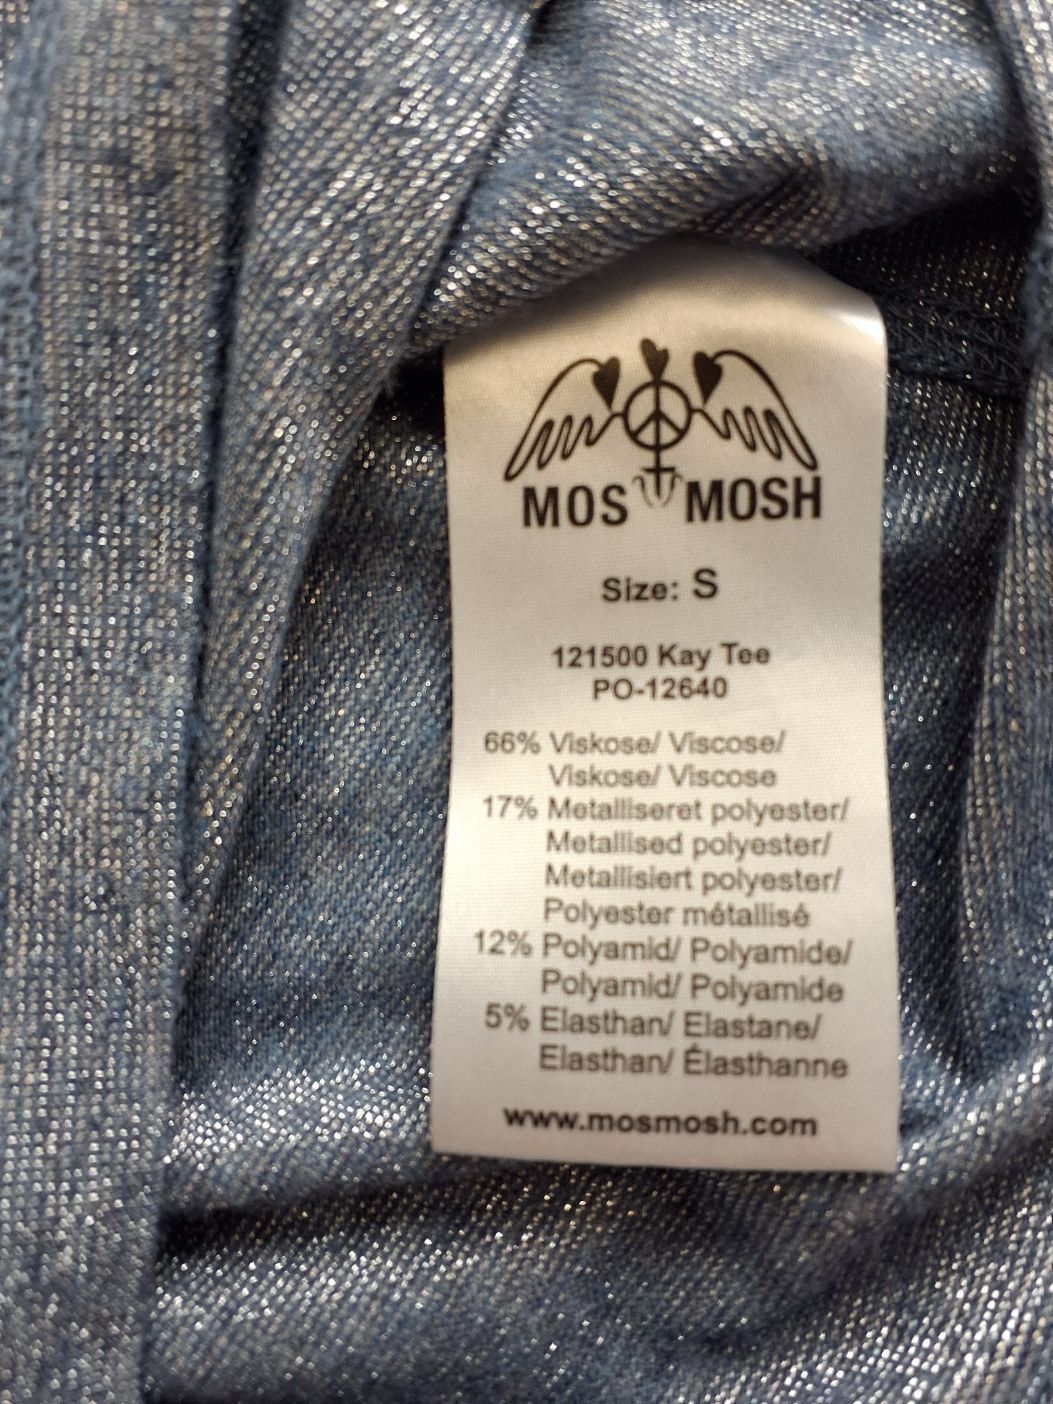 MOS MOSH
Size: S
121500 Kay Tee
PO-12640
66% Viskose/ Viscose/
Viskose/ Viscose
17% Metalliseret polyester/
Metallised polyester/
Metallisiert polyester/
Polyester métallisé
12% Polyamid/ Polyamide/
Polyamid/ Polyamide
5% Elasthan/ Elastane/
Elasthan/ Élasthanne
www.mosmosh.com